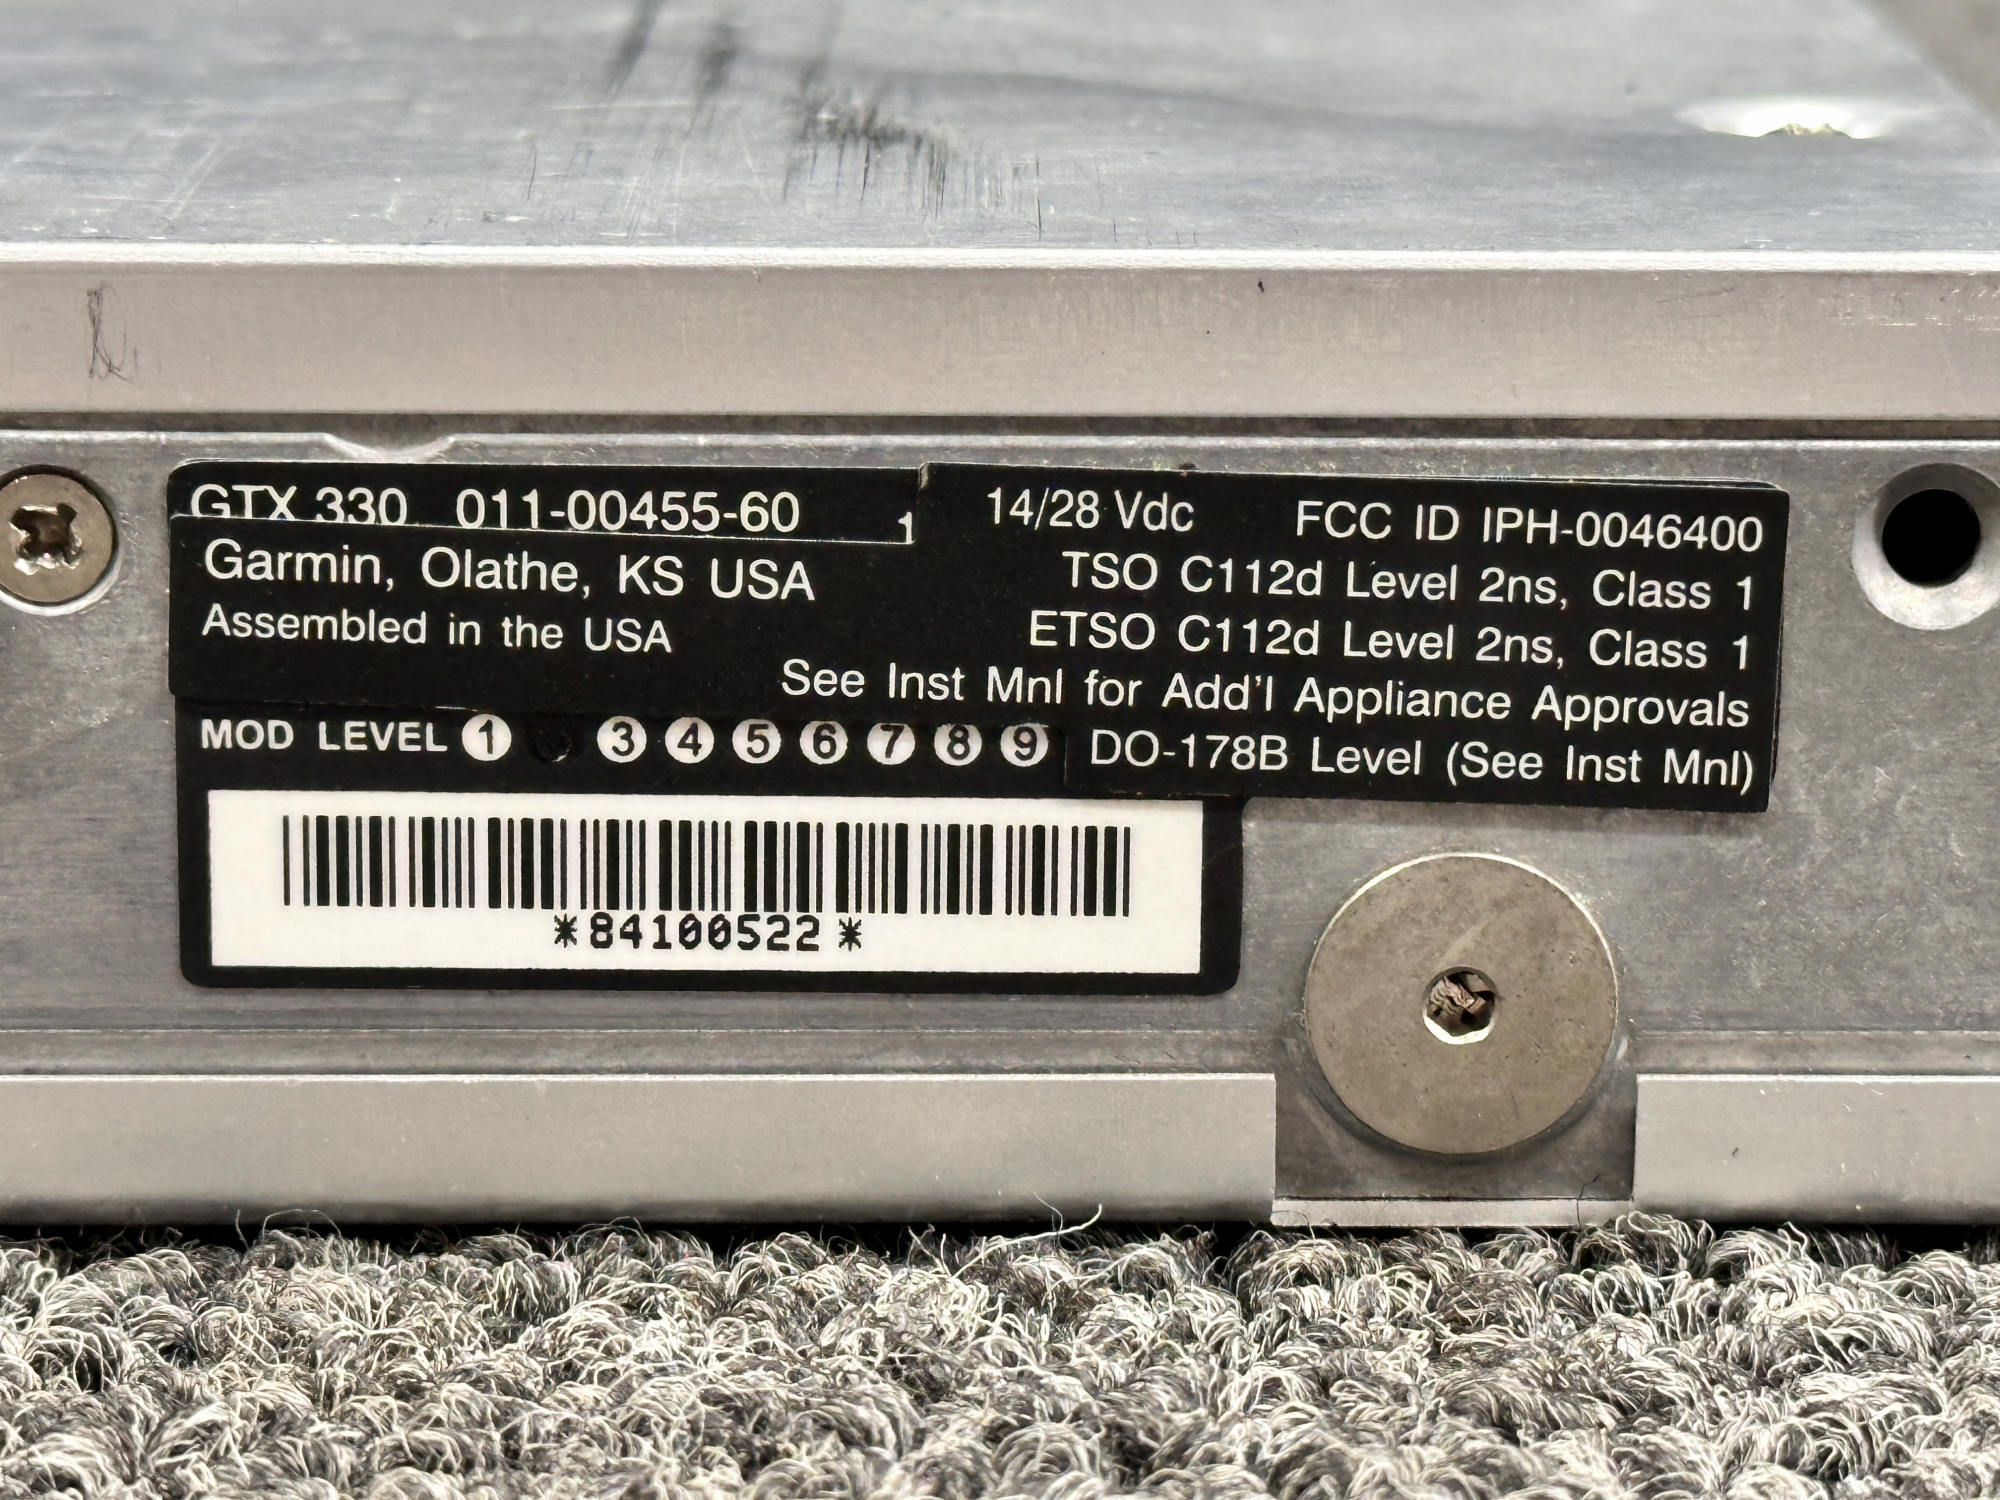 GTX 330 011-00455-60 1
14/28 Vdc FCC ID IPH-0046400
Garmin, Olathe, KS USA
TSO C112d Level 2ns, Class 1
Assembled in the USA
ETSO C112d Level 2ns, Class 1
See Inst Mnl for Add'l Appliance Approvals
MOD LEVEL 1 3 4 5 6 7 8 9
DO-178B Level (See Inst Mnl)
*84100522*